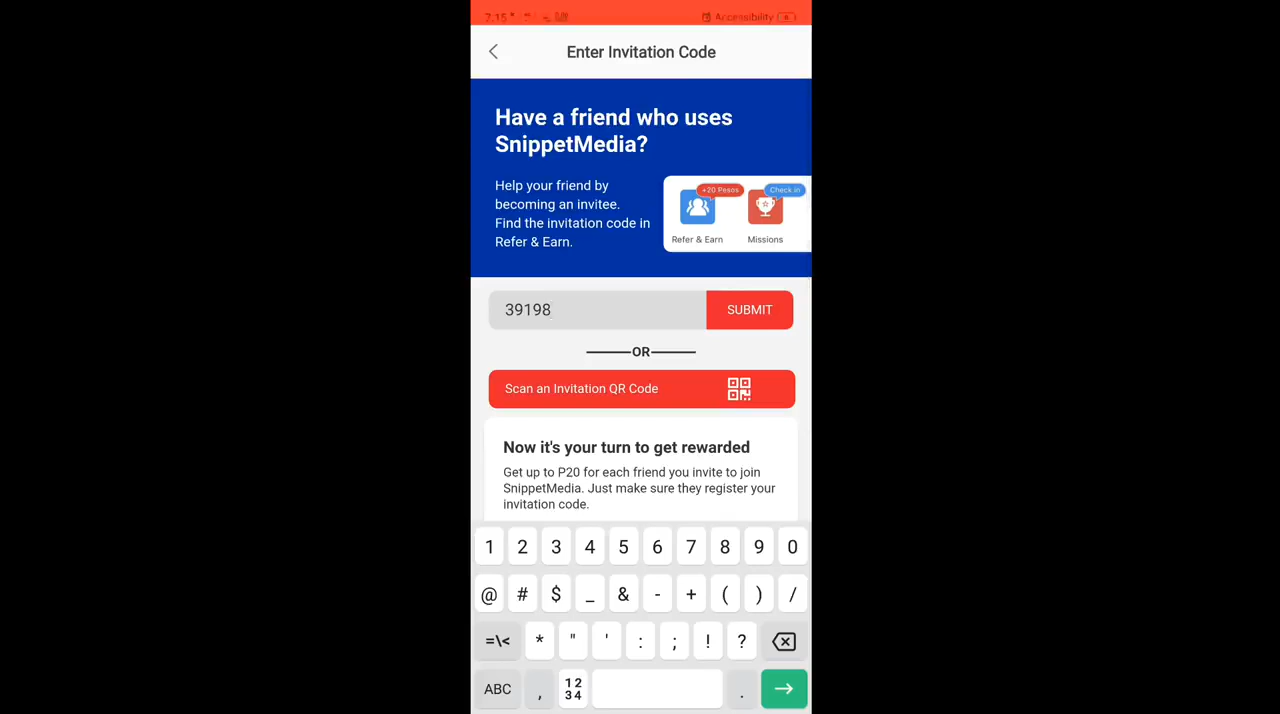 7:15
Accessibility
Enter Invitation Code
Have a friend who uses
SnippetMedia?
Help your friend by
becoming an invitee.
Find the invitation code in
Refer & Earn.
+20 Pesos
Check in
Refer & Earn
Missions
39198
SUBMIT
OR
Scan an Invitation QR Code
Now it's your turn to get rewarded
Get up to P20 for each friend you invite to join
SnippetMedia. Just make sure they register your
invitation code.
1 2 3 4 5 6 7 8 9 0
@ # $ _ & - + ( ) /
=\< * " ' : ; ! ?
ABC , 12 34 .